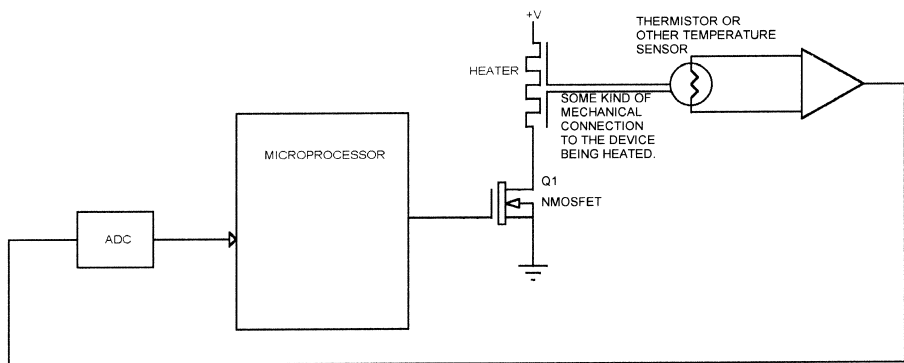 +V
THERMISTOR OR
OTHER TEMPERATURE
SENSOR
HEATER
SOME KIND OF
MECHANICAL
CONNECTION
TO THE DEVICE
BEING HEATED.
MICROPROCESSOR
Q1
NMOSFET
ADC